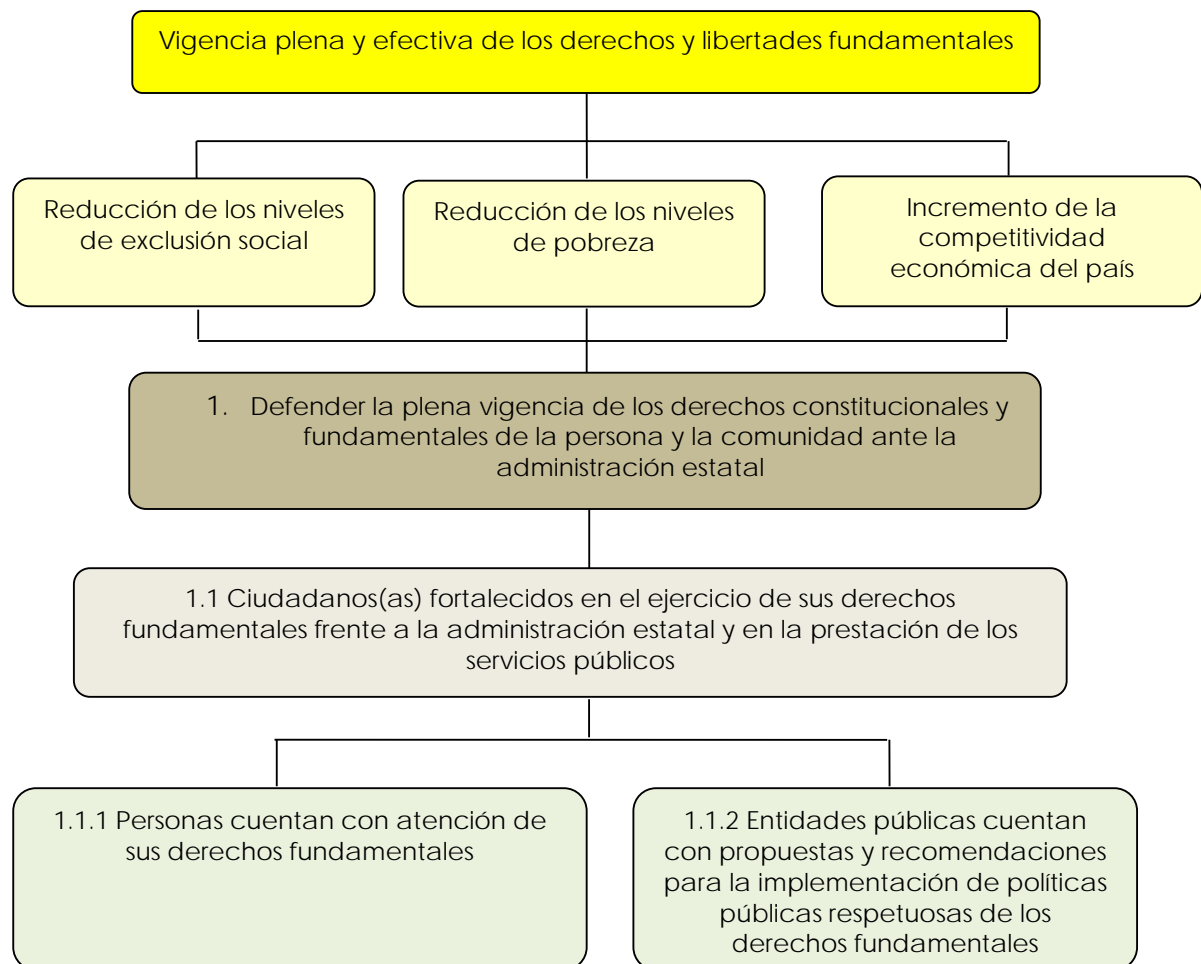 Vigencia plena y efectiva de los derechos y libertades fundamentales
Reducción de los niveles
de exclusión social
Reducción de los niveles
de pobreza
Incremento de la
competitividad
económica del país
1. Defender la plena vigencia de los derechos constitucionales y
fundamentales de la persona y la comunidad ante la
administración estatal
1.1 Ciudadanos(as) fortalecidos en el ejercicio de sus derechos
fundamentales frente a la administración estatal y en la prestación de los
servicios públicos
1.1.1 Personas cuentan con atención de
sus derechos fundamentales
1.1.2 Entidades públicas cuentan
con propuestas y recomendaciones
para la implementación de políticas
públicas respetuosas de los
derechos fundamentales